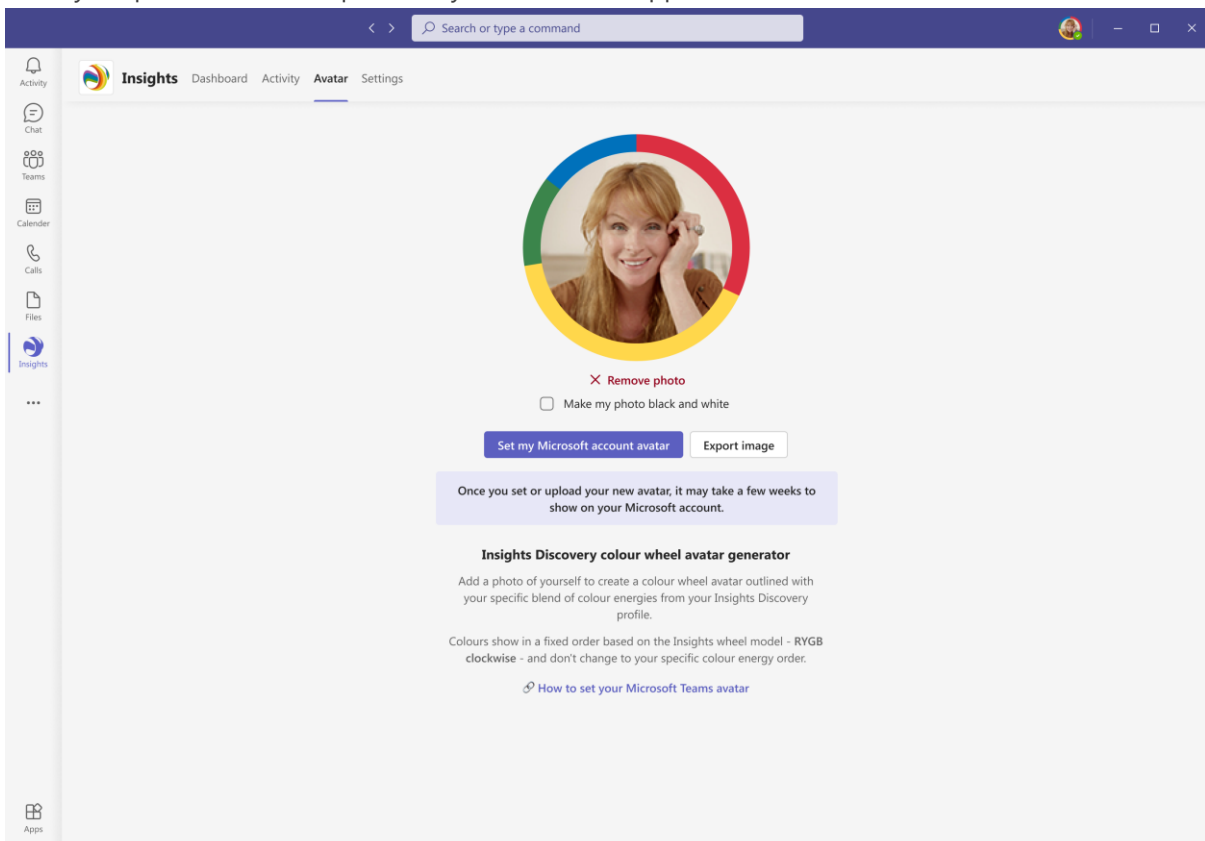 Search or type a command
Activity
Insights Dashboard Activity Avatar Settings
Chat
Teams
Calender
Calls
Files
Insights
Remove photo
Make my photo black and white
Set my Microsoft account avatar Export image
Once you set or upload your new avatar, it may take a few weeks to
show on your Microsoft account.
Insights Discovery colour wheel avatar generator
Add a photo of yourself to create a colour wheel avatar outlined with
your specific blend of colour energies from your Insights Discovery
profile.
Colours show in a fixed order based on the Insights wheel model - RYGB
clockwise - and don't change to your specific colour energy order.
How to set your Microsoft Teams avatar
Apps